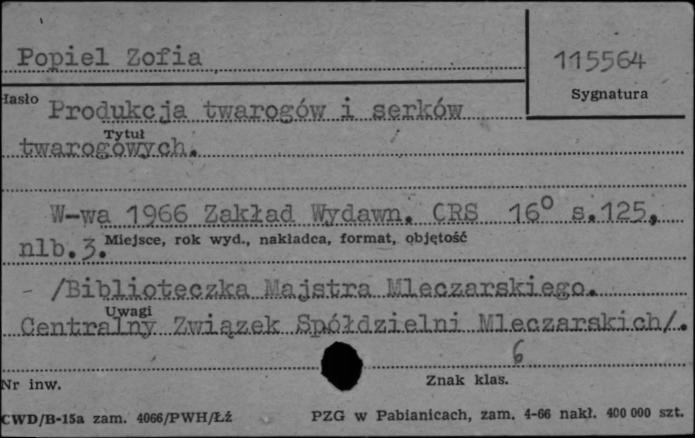 Popiel Zofia
115564
Hasło
Sygnatura
Produkcja twarogów i serków
Tytuł
twarogowych.
W-wa 1966 Zakład Wydawn. CRS 16° s.125,
nlb.3. Miejsce, rok wyd., nakładca, format, objętość
- /Biblioteczka Majstra Mleczarskiego.
Uwagi
Centralny Związek Spółdzielni Mleczarskich/.
6
Nr inw.
Znak klas.
CWD/B-15a zam. 4066/PWH/Łź
PZG w Pabianicach, zam. 4-66 nakł. 400 000 szt.